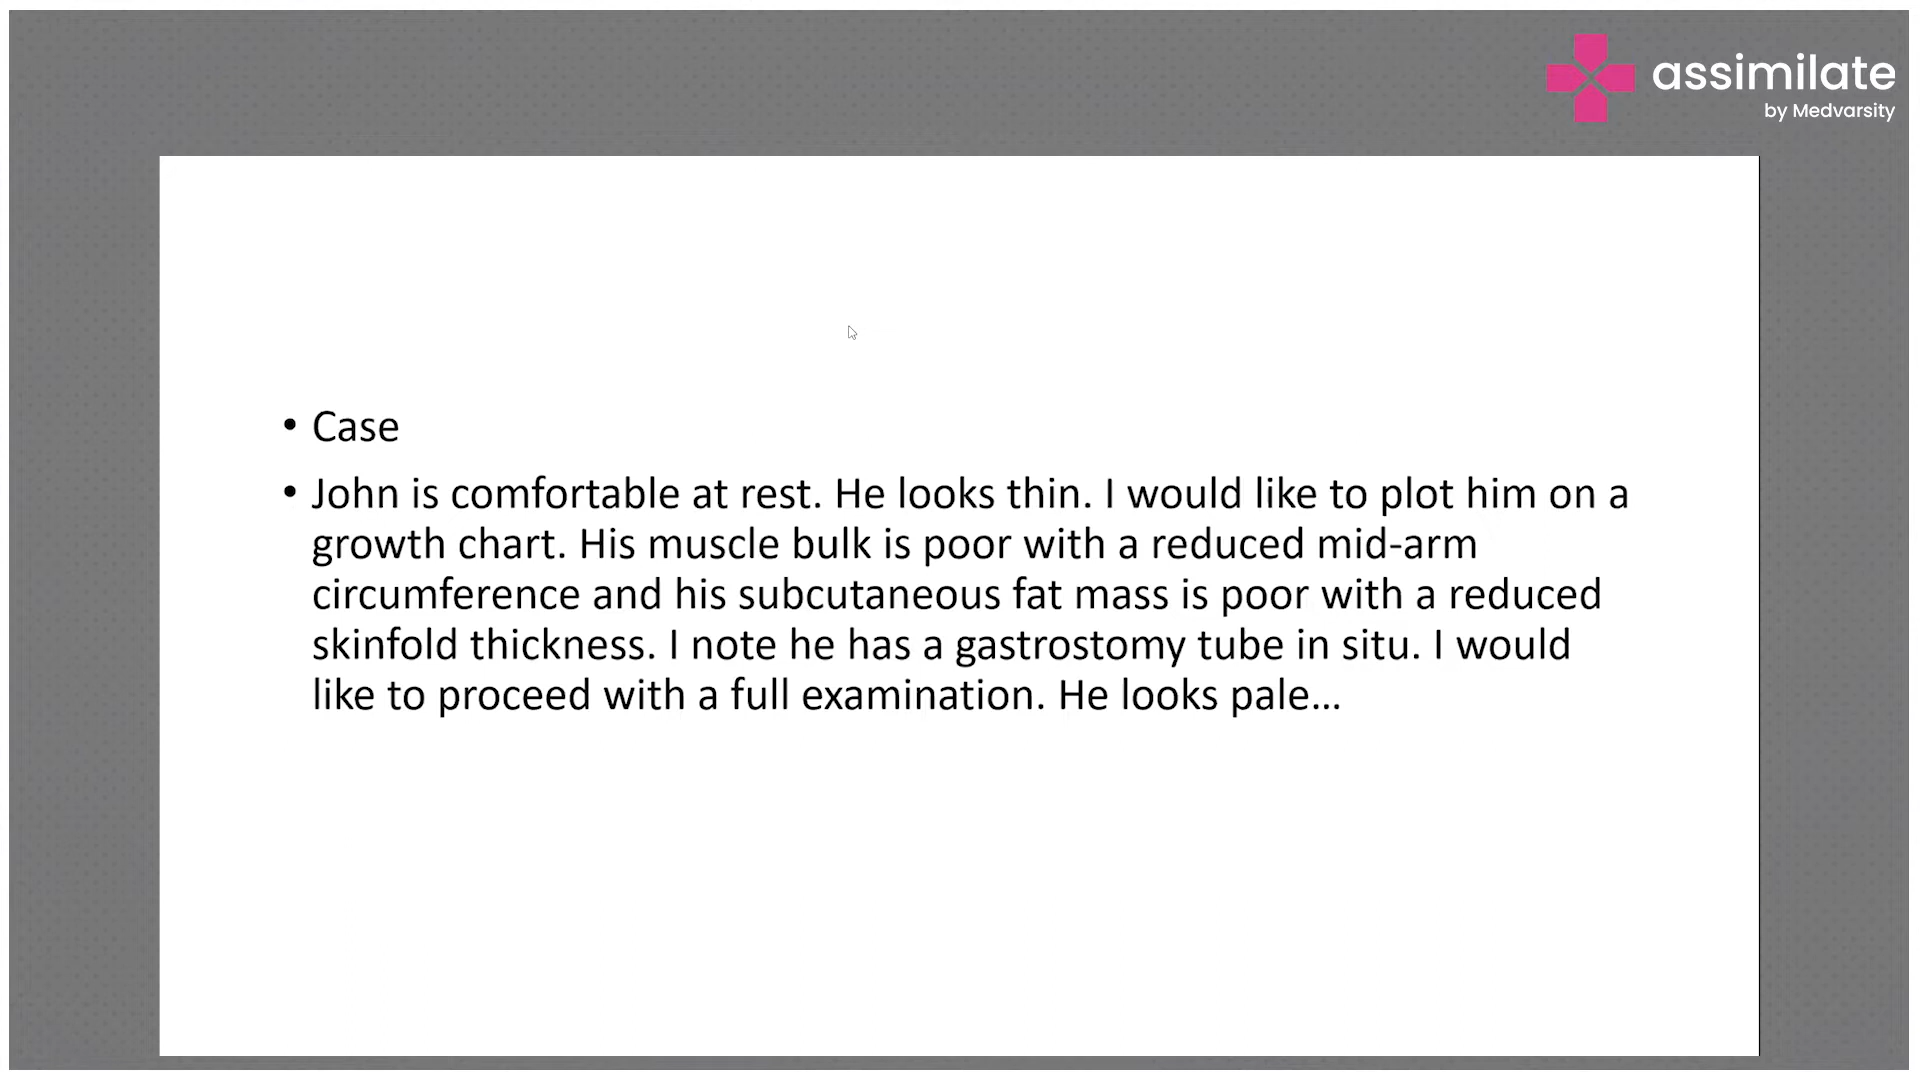 assimilate
by Medvarsity
• Case
• John is comfortable at rest. He looks thin. I would like to plot him on a
growth chart. His muscle bulk is poor with a reduced mid-arm
circumference and his subcutaneous fat mass is poor with a reduced
skinfold thickness. I note he has a gastrostomy tube in situ. I would
like to proceed with a full examination. He looks pale...